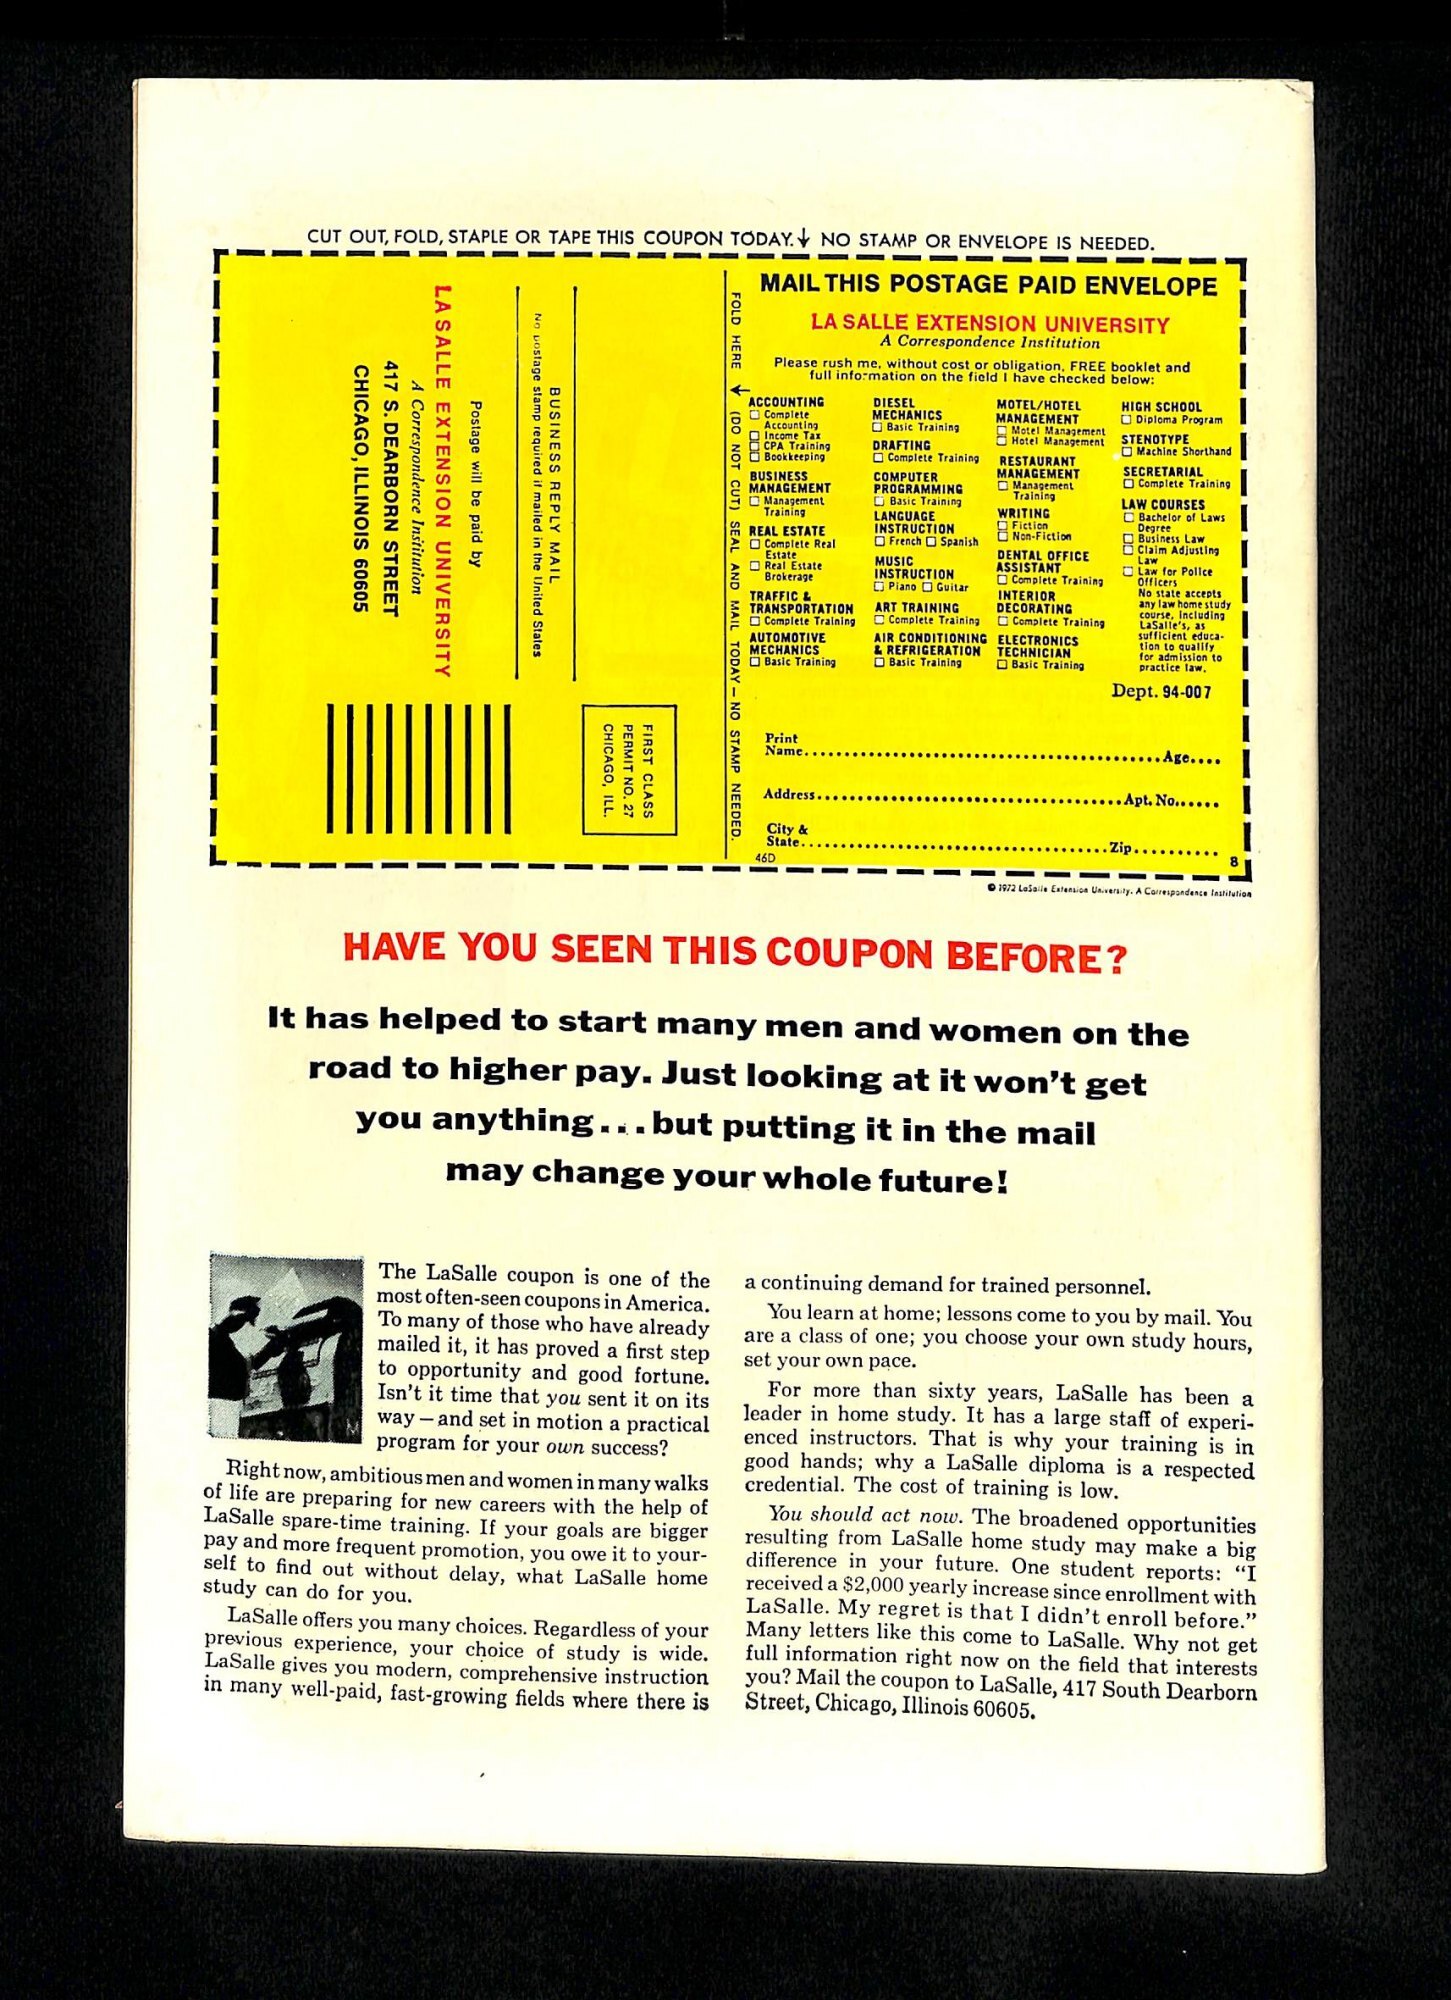 CUT OUT, FOLD, STAPLE OR TAPE THIS COUPON TODAY. ↓ NO STAMP OR ENVELOPE IS NEEDED.
BUSINESS REPLY MAIL
No postage stamp required if mailed in the United States
Postage will be paid by
LA SALLE EXTENSION UNIVERSITY
A Correspondence Institution
417 S. DEARBORN STREET
CHICAGO, ILLINOIS 60605
FIRST CLASS
PERMIT NO. 27
CHICAGO, ILL.
FOLD HERE → (DO NOT CUT) SEAL AND MAIL TODAY — NO STAMP NEEDED.
MAIL THIS POSTAGE PAID ENVELOPE
LA SALLE EXTENSION UNIVERSITY
A Correspondence Institution
Please rush me, without cost or obligation, FREE booklet and
full information on the field I have checked below:
ACCOUNTING
☐ Complete
Accounting
☐ Income Tax
☐ CPA Training
☐ Bookkeeping
BUSINESS
MANAGEMENT
☐ Management
Training
REAL ESTATE
☐ Complete Real
Estate
☐ Real Estate
Brokerage
TRAFFIC &
TRANSPORTATION
☐ Complete Training
AUTOMOTIVE
MECHANICS
☐ Basic Training
DIESEL
MECHANICS
☐ Basic Training
DRAFTING
☐ Complete Training
COMPUTER
PROGRAMMING
☐ Basic Training
LANGUAGE
INSTRUCTION
☐ French ☐ Spanish
MUSIC
INSTRUCTION
☐ Piano ☐ Guitar
ART TRAINING
☐ Complete Training
AIR CONDITIONING
& REFRIGERATION
☐ Basic Training
MOTEL/HOTEL
MANAGEMENT
☐ Motel Management
☐ Hotel Management
RESTAURANT
MANAGEMENT
☐ Management
Training
WRITING
☐ Fiction
☐ Non-Fiction
DENTAL OFFICE
ASSISTANT
☐ Complete Training
INTERIOR
DECORATING
☐ Complete Training
ELECTRONICS
TECHNICIAN
☐ Basic Training
HIGH SCHOOL
☐ Diploma Program
STENOTYPE
☐ Machine Shorthand
SECRETARIAL
☐ Complete Training
LAW COURSES
☐ Bachelor of Laws
Degree
☐ Business Law
☐ Claim Adjusting
Law
☐ Law for Police
Officers
No state accepts
any law home study
course, including
LaSalle's, as
sufficient educa-
tion to qualify
for admission to
practice law.
Dept. 94-007
Print
Name........ Age....
Address........ Apt. No......
City &
State........ Zip..........
46D 8
© 1972 LaSalle Extension University. A Correspondence Institution
HAVE YOU SEEN THIS COUPON BEFORE?
It has helped to start many men and women on the
road to higher pay. Just looking at it won't get
you anything...but putting it in the mail
may change your whole future!
The LaSalle coupon is one of the
most often-seen coupons in America.
To many of those who have already
mailed it, it has proved a first step
to opportunity and good fortune.
Isn't it time that you sent it on its
way—and set in motion a practical
program for your own success?
Right now, ambitious men and women in many walks
of life are preparing for new careers with the help of
LaSalle spare-time training. If your goals are bigger
pay and more frequent promotion, you owe it to your-
self to find out without delay, what LaSalle home
study can do for you.
LaSalle offers you many choices. Regardless of your
previous experience, your choice of study is wide.
LaSalle gives you modern, comprehensive instruction
in many well-paid, fast-growing fields where there is
a continuing demand for trained personnel.
You learn at home; lessons come to you by mail. You
are a class of one; you choose your own study hours,
set your own pace.
For more than sixty years, LaSalle has been a
leader in home study. It has a large staff of experi-
enced instructors. That is why your training is in
good hands; why a LaSalle diploma is a respected
credential. The cost of training is low.
You should act now. The broadened opportunities
resulting from LaSalle home study may make a big
difference in your future. One student reports: "I
received a $2,000 yearly increase since enrollment with
LaSalle. My regret is that I didn't enroll before."
Many letters like this come to LaSalle. Why not get
full information right now on the field that interests
you? Mail the coupon to LaSalle, 417 South Dearborn
Street, Chicago, Illinois 60605.